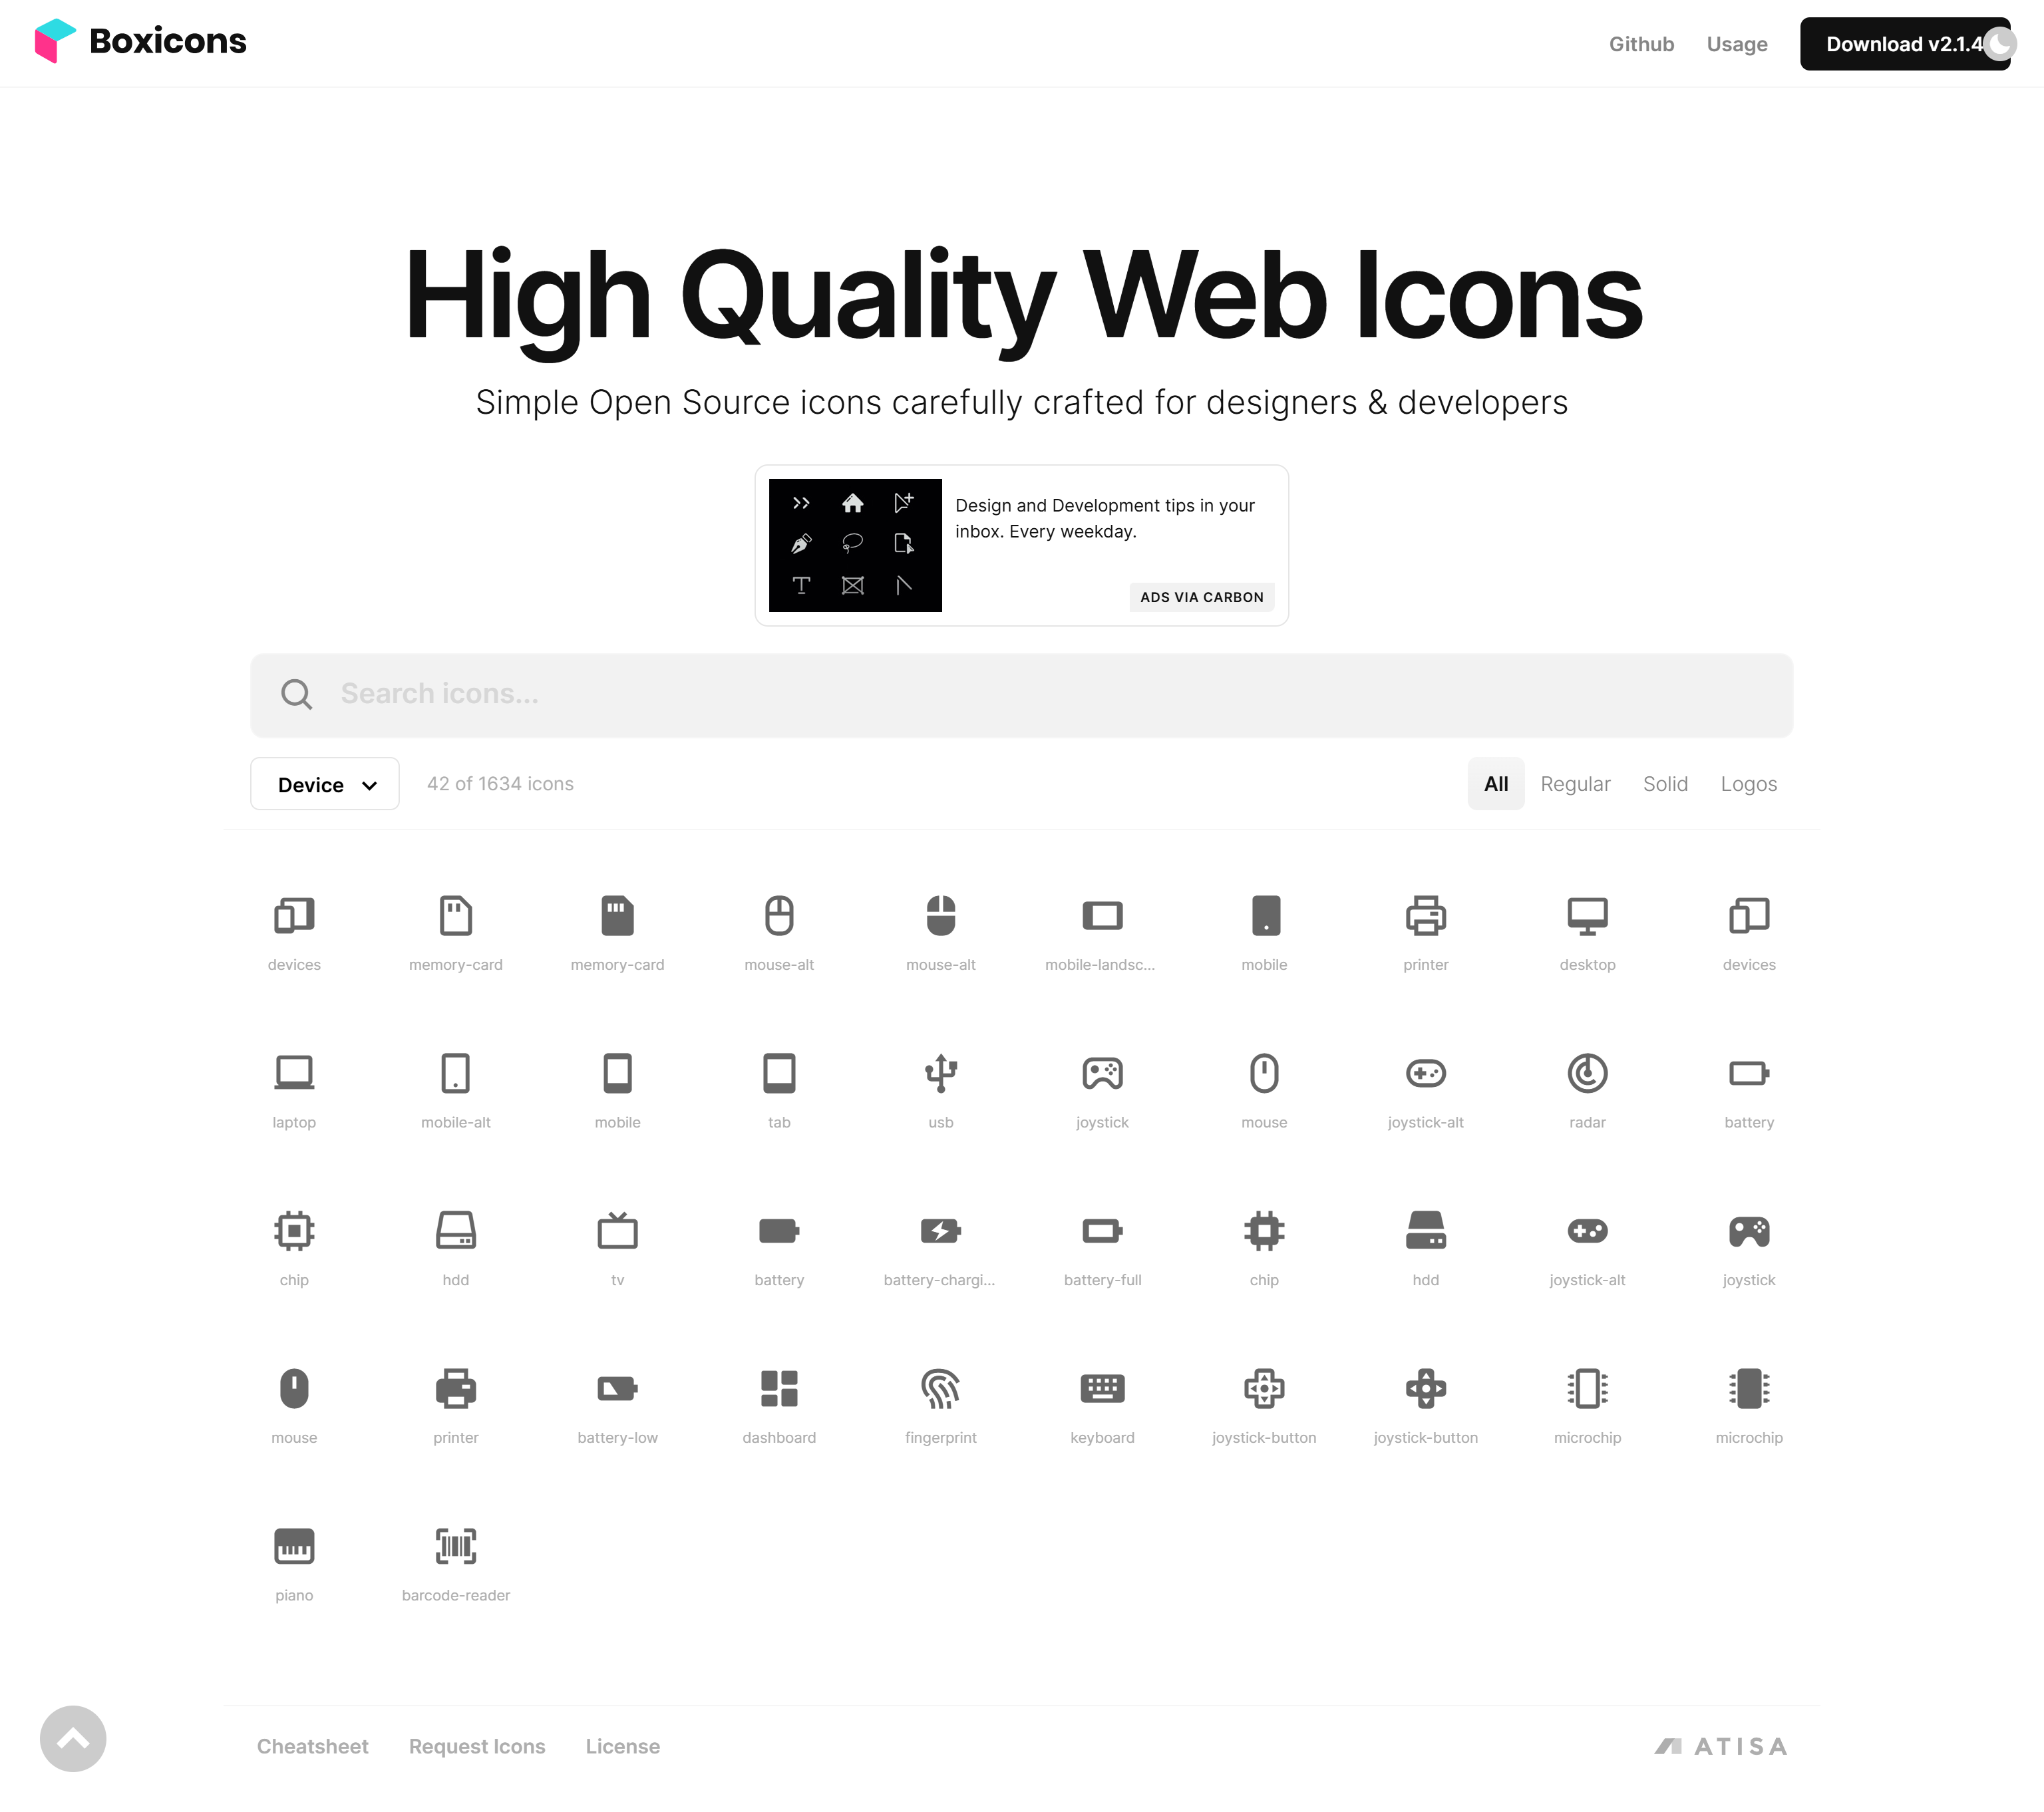 Boxicons
Github
Usage
Download v2.1.4
High Quality Web Icons
Simple Open Source icons carefully crafted for designers & developers
Design and Development tips in your
inbox. Every weekday.
ADS VIA CARBON
Search icons...
Device
42 of 1634 icons
All
Regular
Solid
Logos
devices
memory-card
memory-card
mouse-alt
mouse-alt
mobile-landsc...
mobile
printer
desktop
devices
laptop
mobile-alt
mobile
tab
usb
joystick
mouse
joystick-alt
radar
battery
chip
hdd
tv
battery
battery-chargi...
battery-full
chip
hdd
joystick-alt
joystick
mouse
printer
battery-low
dashboard
fingerprint
keyboard
joystick-button
joystick-button
microchip
microchip
piano
barcode-reader
Cheatsheet
Request Icons
License
ATISA